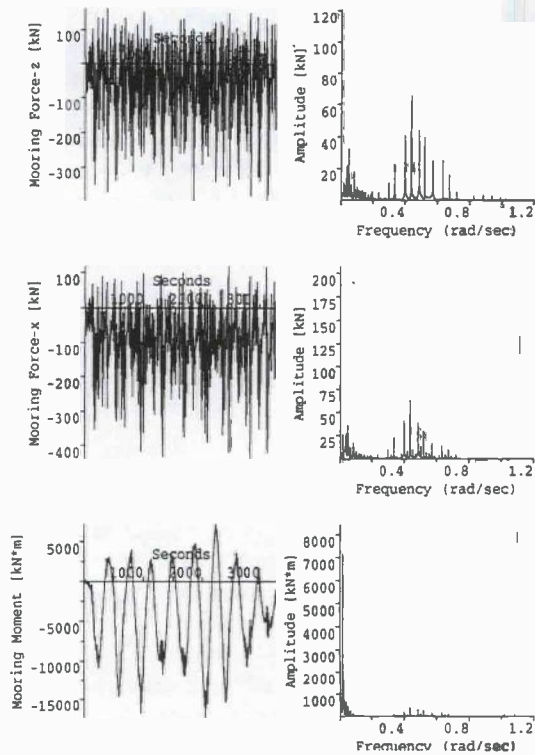 Mooring Force-z [kN]
100
-100
-200
-300
Seconds
Amplitude [kN]
120
100
80
60
40
20
0.4 0.8 1.2
Frequency (rad/sec)
Mooring Force-x [kN]
100
-100
-200
-300
-400
Seconds
1000
Amplitude [kN]
200
175
150
125
100
75
50
25
0.4 0.8 1.2
Frequency (rad/sec)
Mooring Moment [kN*m]
5000
-5000
-10000
-15000
Seconds
1000 2000 3000
Amplitude [kN*m]
8000
7000
6000
5000
4000
3000
2000
1000
0.4 0.8 1.2
Frequency (rad/sec)